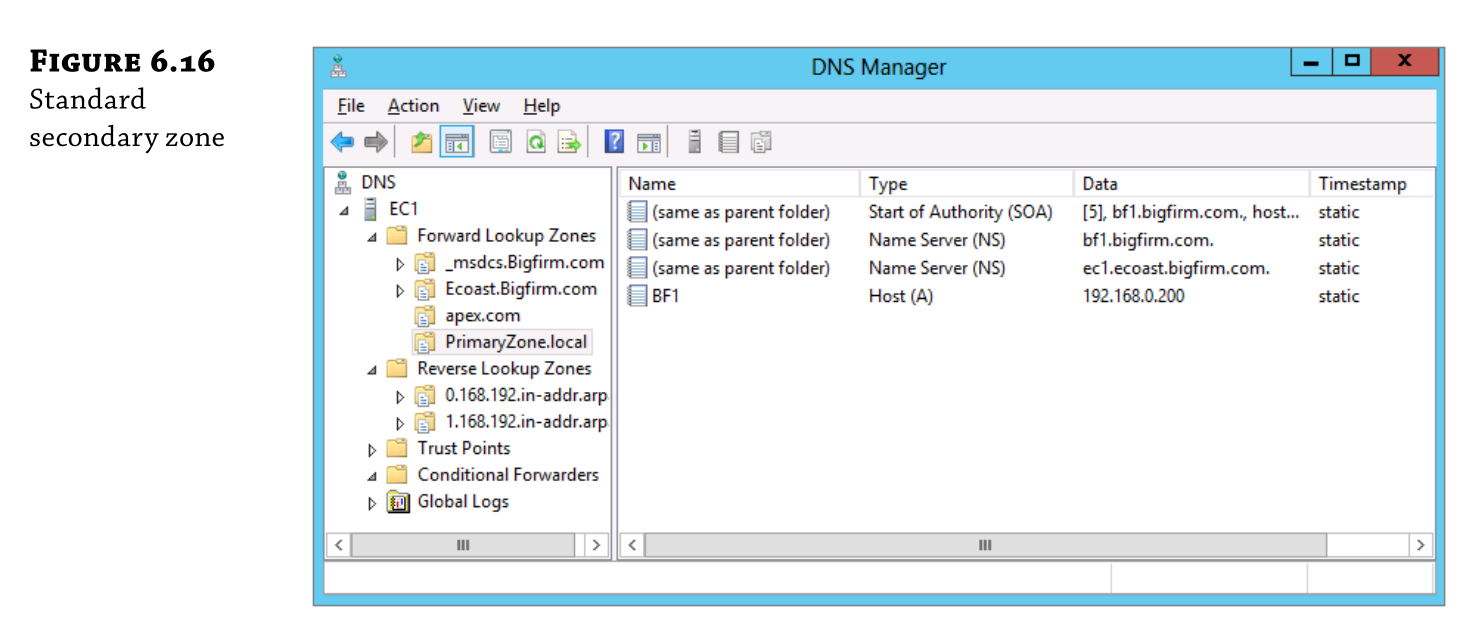 FIGURE 6.16
Standard
secondary zone
DNS Manager
File Action View Help
DNS
EC1
Forward Lookup Zones
_msdcs.Bigfirm.com
Ecoast.Bigfirm.com
apex.com
PrimaryZone.local
Reverse Lookup Zones
0.168.192.in-addr.arp
1.168.192.in-addr.arp
Trust Points
Conditional Forwarders
Global Logs
Name Type Data Timestamp
(same as parent folder) Start of Authority (SOA) [5], bf1.bigfirm.com., host... static
(same as parent folder) Name Server (NS) bf1.bigfirm.com. static
(same as parent folder) Name Server (NS) ec1.ecoast.bigfirm.com. static
BF1 Host (A) 192.168.0.200 static